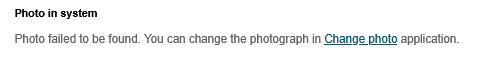 Photo in system
Photo failed to be found. You can change the photograph in Change photo application.